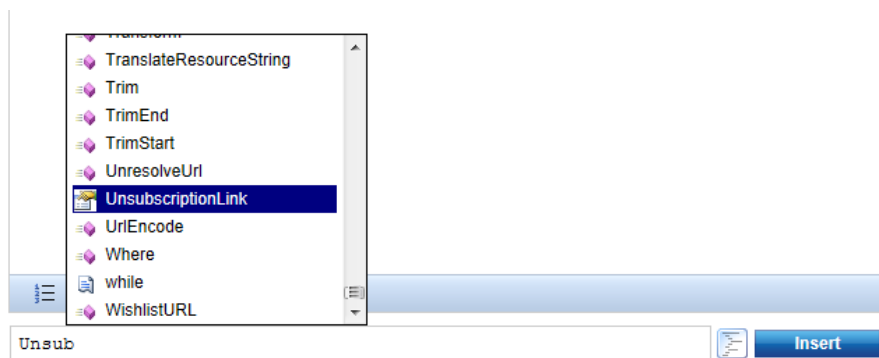 TranslateResourceString
Trim
TrimEnd
TrimStart
UnresolveUrl
UnsubscriptionLink
UrlEncode
Where
while
WishlistURL
Unsub
Insert